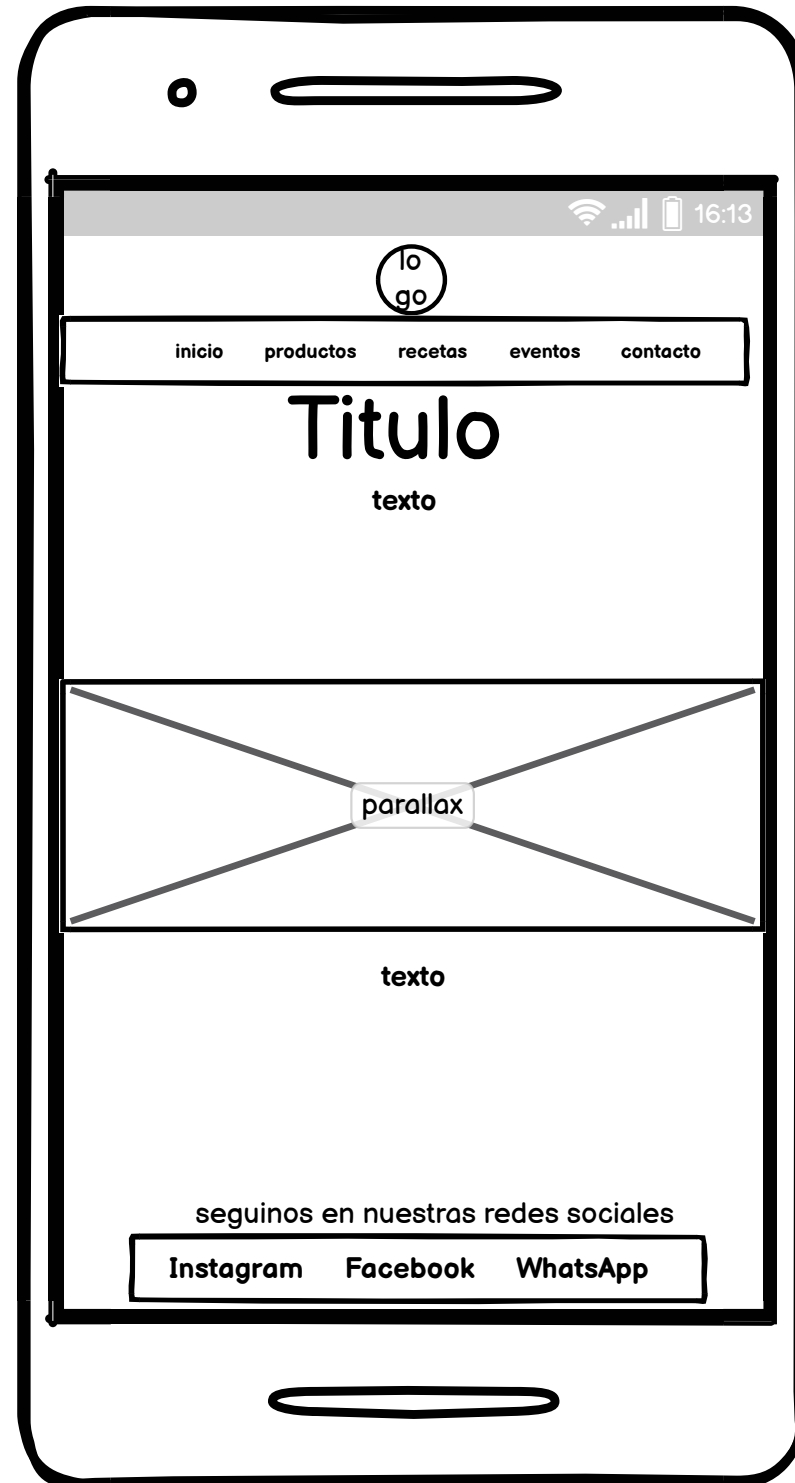 16:13
lo
go
inicio productos recetas eventos contacto
Titulo
texto
parallax
texto
seguinos en nuestras redes sociales
Instagram Facebook WhatsApp